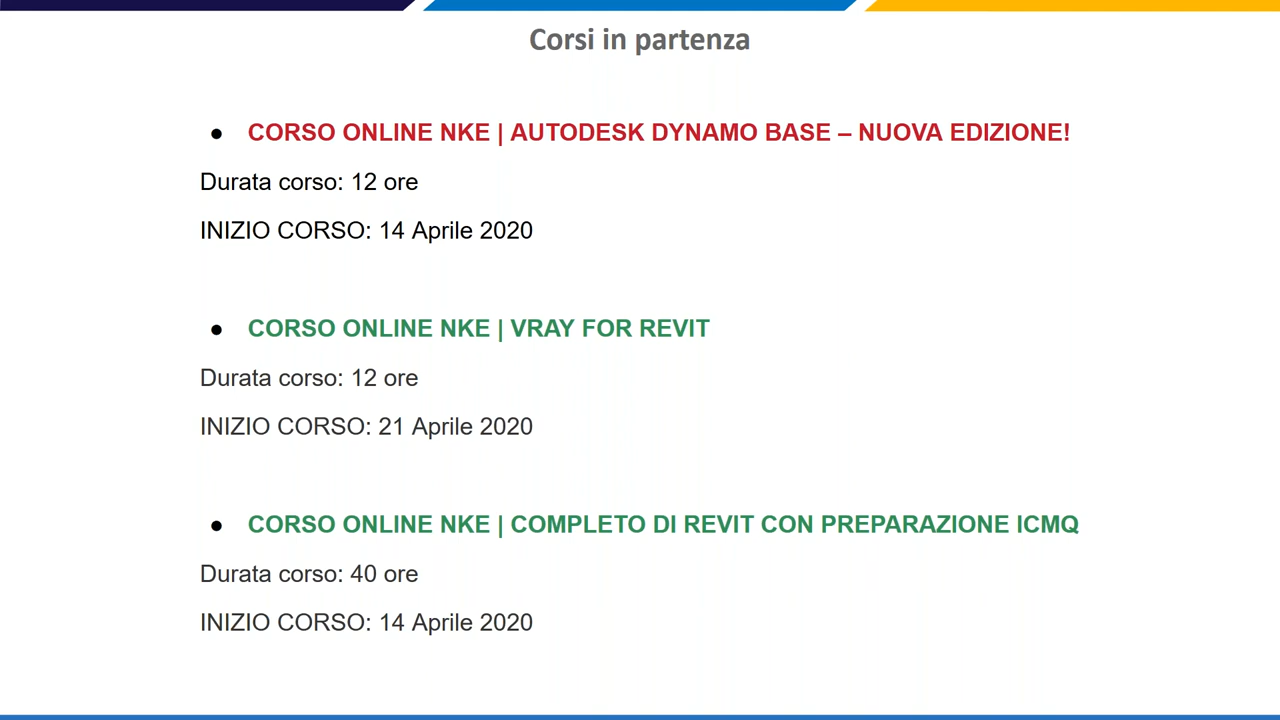 Corsi in partenza
● CORSO ONLINE NKE | AUTODESK DYNAMO BASE – NUOVA EDIZIONE!
Durata corso: 12 ore
INIZIO CORSO: 14 Aprile 2020
● CORSO ONLINE NKE | VRAY FOR REVIT
Durata corso: 12 ore
INIZIO CORSO: 21 Aprile 2020
● CORSO ONLINE NKE | COMPLETO DI REVIT CON PREPARAZIONE ICMQ
Durata corso: 40 ore
INIZIO CORSO: 14 Aprile 2020